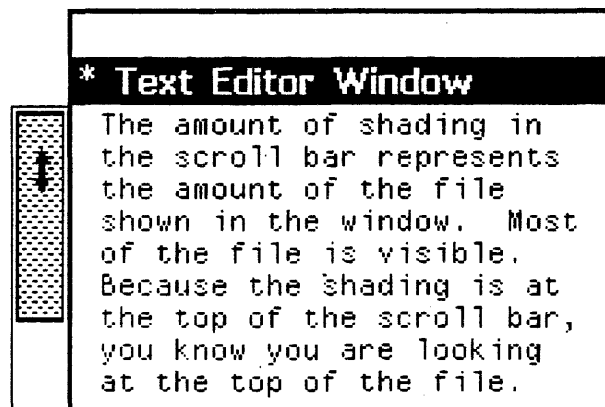 * Text Editor Window
The amount of shading in
the scroll bar represents
the amount of the file
shown in the window.  Most
of the file is visible.
Because the shading is at
the top of the scroll bar,
you know you are looking
at the top of the file.